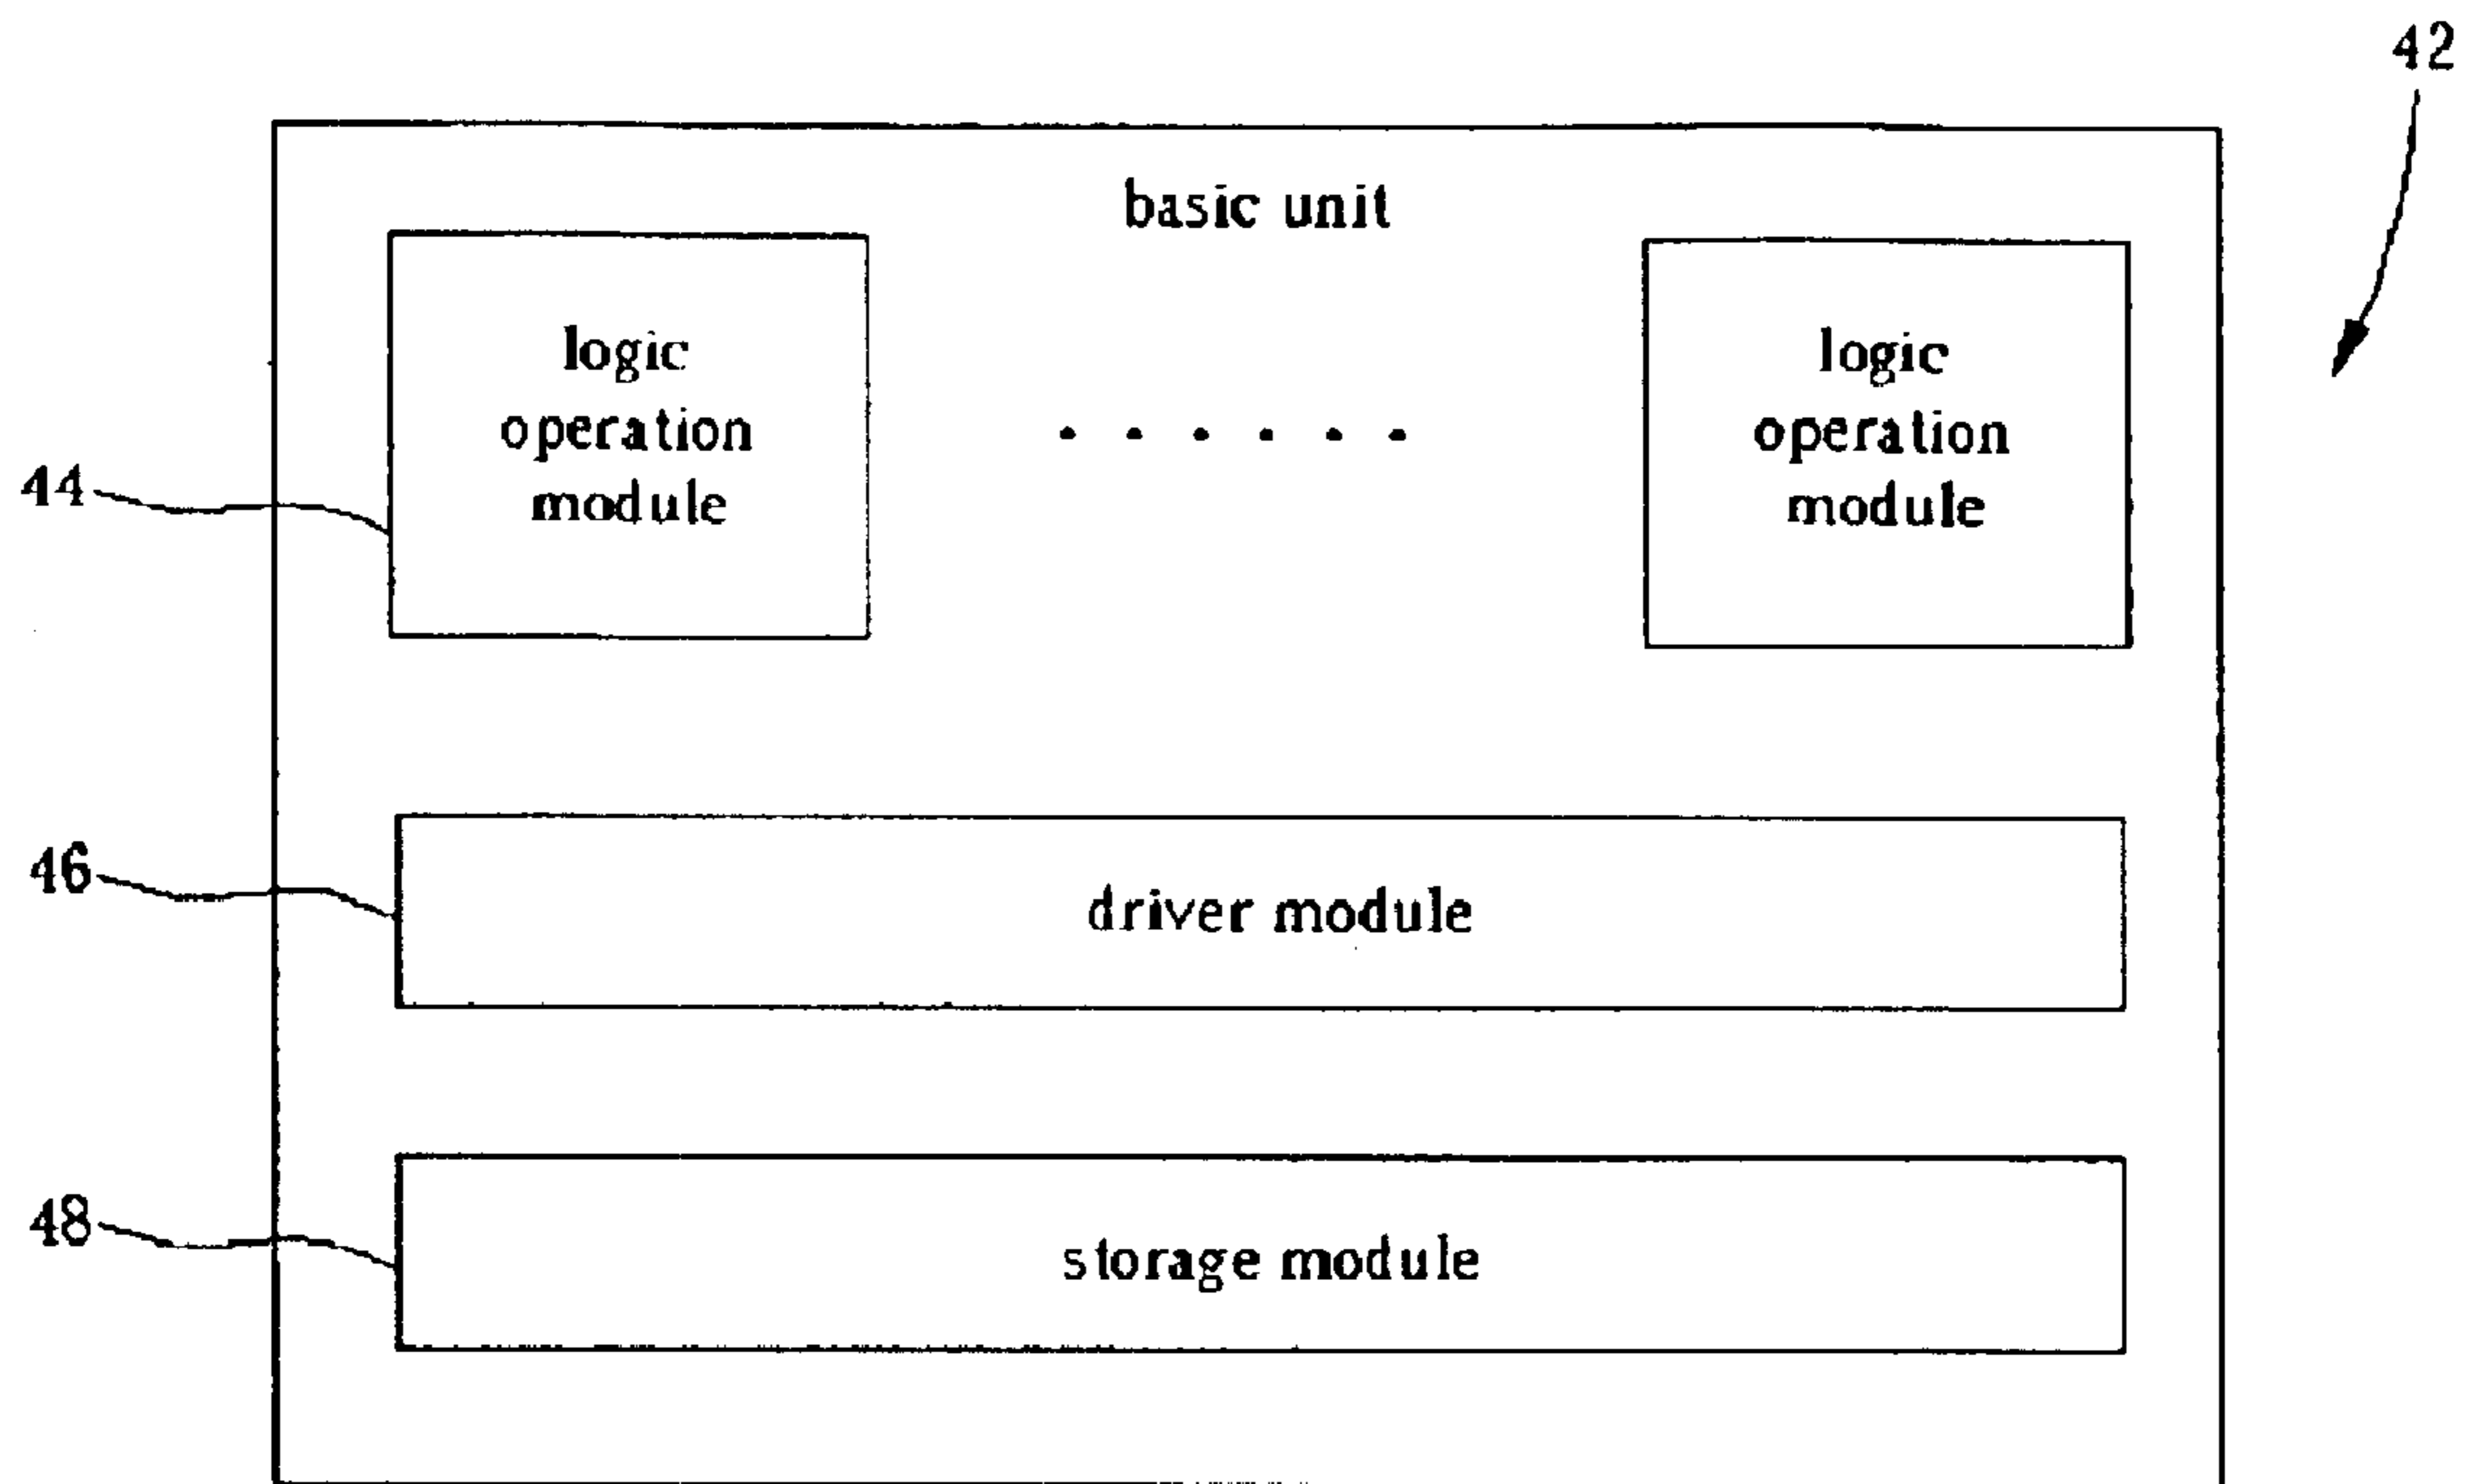 42
basic unit
logic
operation
module
......
logic
operation
module
44
46
driver module
48
storage module